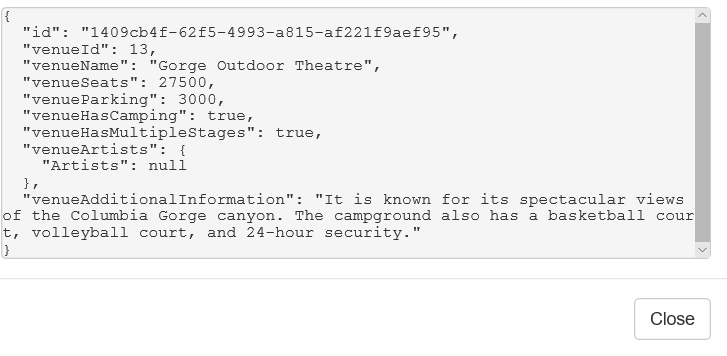 {
  "id": "1409cb4f-62f5-4993-a815-af221f9aef95",
  "venueId": 13,
  "venueName": "Gorge Outdoor Theatre",
  "venueSeats": 27500,
  "venueParking": 3000,
  "venueHasCamping": true,
  "venueHasMultipleStages": true,
  "venueArtists": {
    "Artists": null
  },
  "venueAdditionalInformation": "It is known for its spectacular views
of the Columbia Gorge canyon. The campground also has a basketball cour
t, volleyball court, and 24-hour security."
}
Close